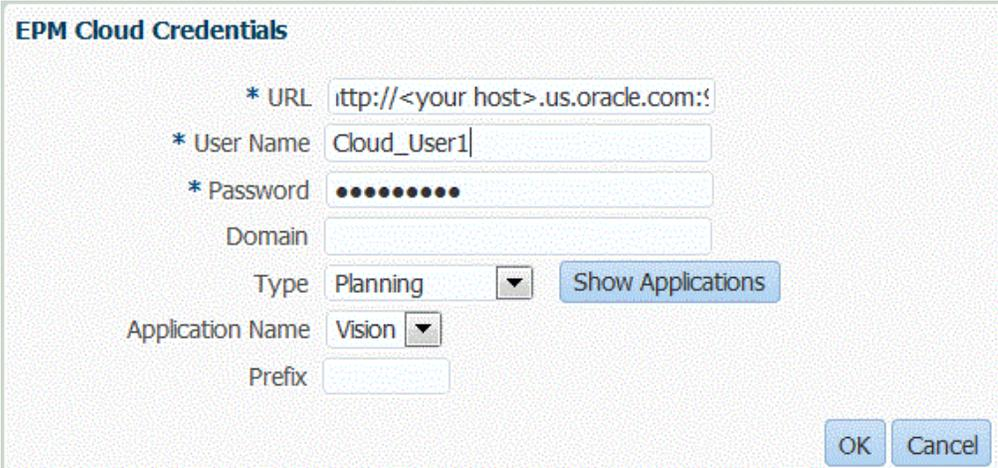 EPM Cloud Credentials
* URL ttp://<your host>.us.oracle.com:9
* User Name Cloud_User1
* Password •••••••••
Domain
Type Planning Show Applications
Application Name Vision
Prefix
OK Cancel